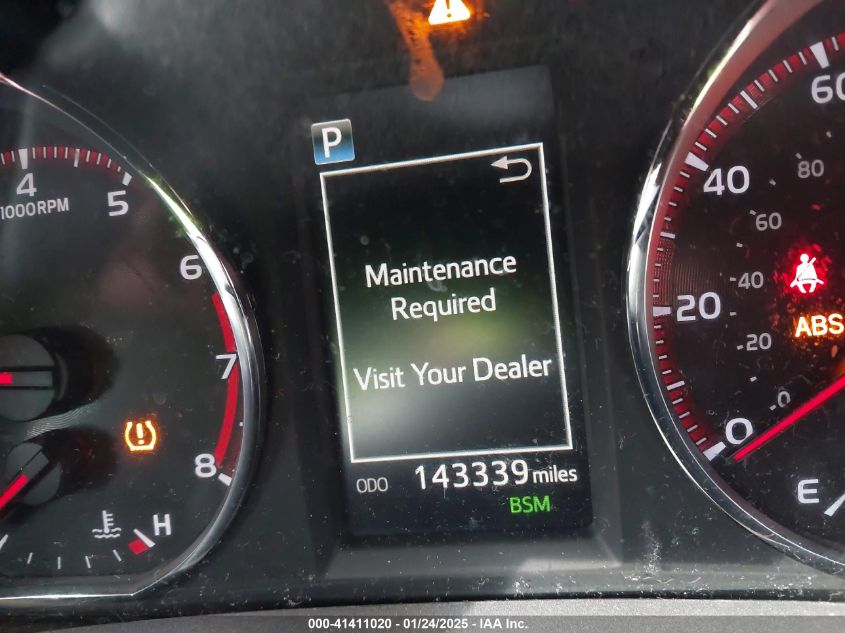 P
Maintenance
Required
Visit Your Dealer
ODO 143339 miles
BSM
4
1000RPM
5
6
7
8
H
60
80
40
60
40
20
20
0
0
ABS
E
000-41411020 / 01/24/2025 / IAA Inc.